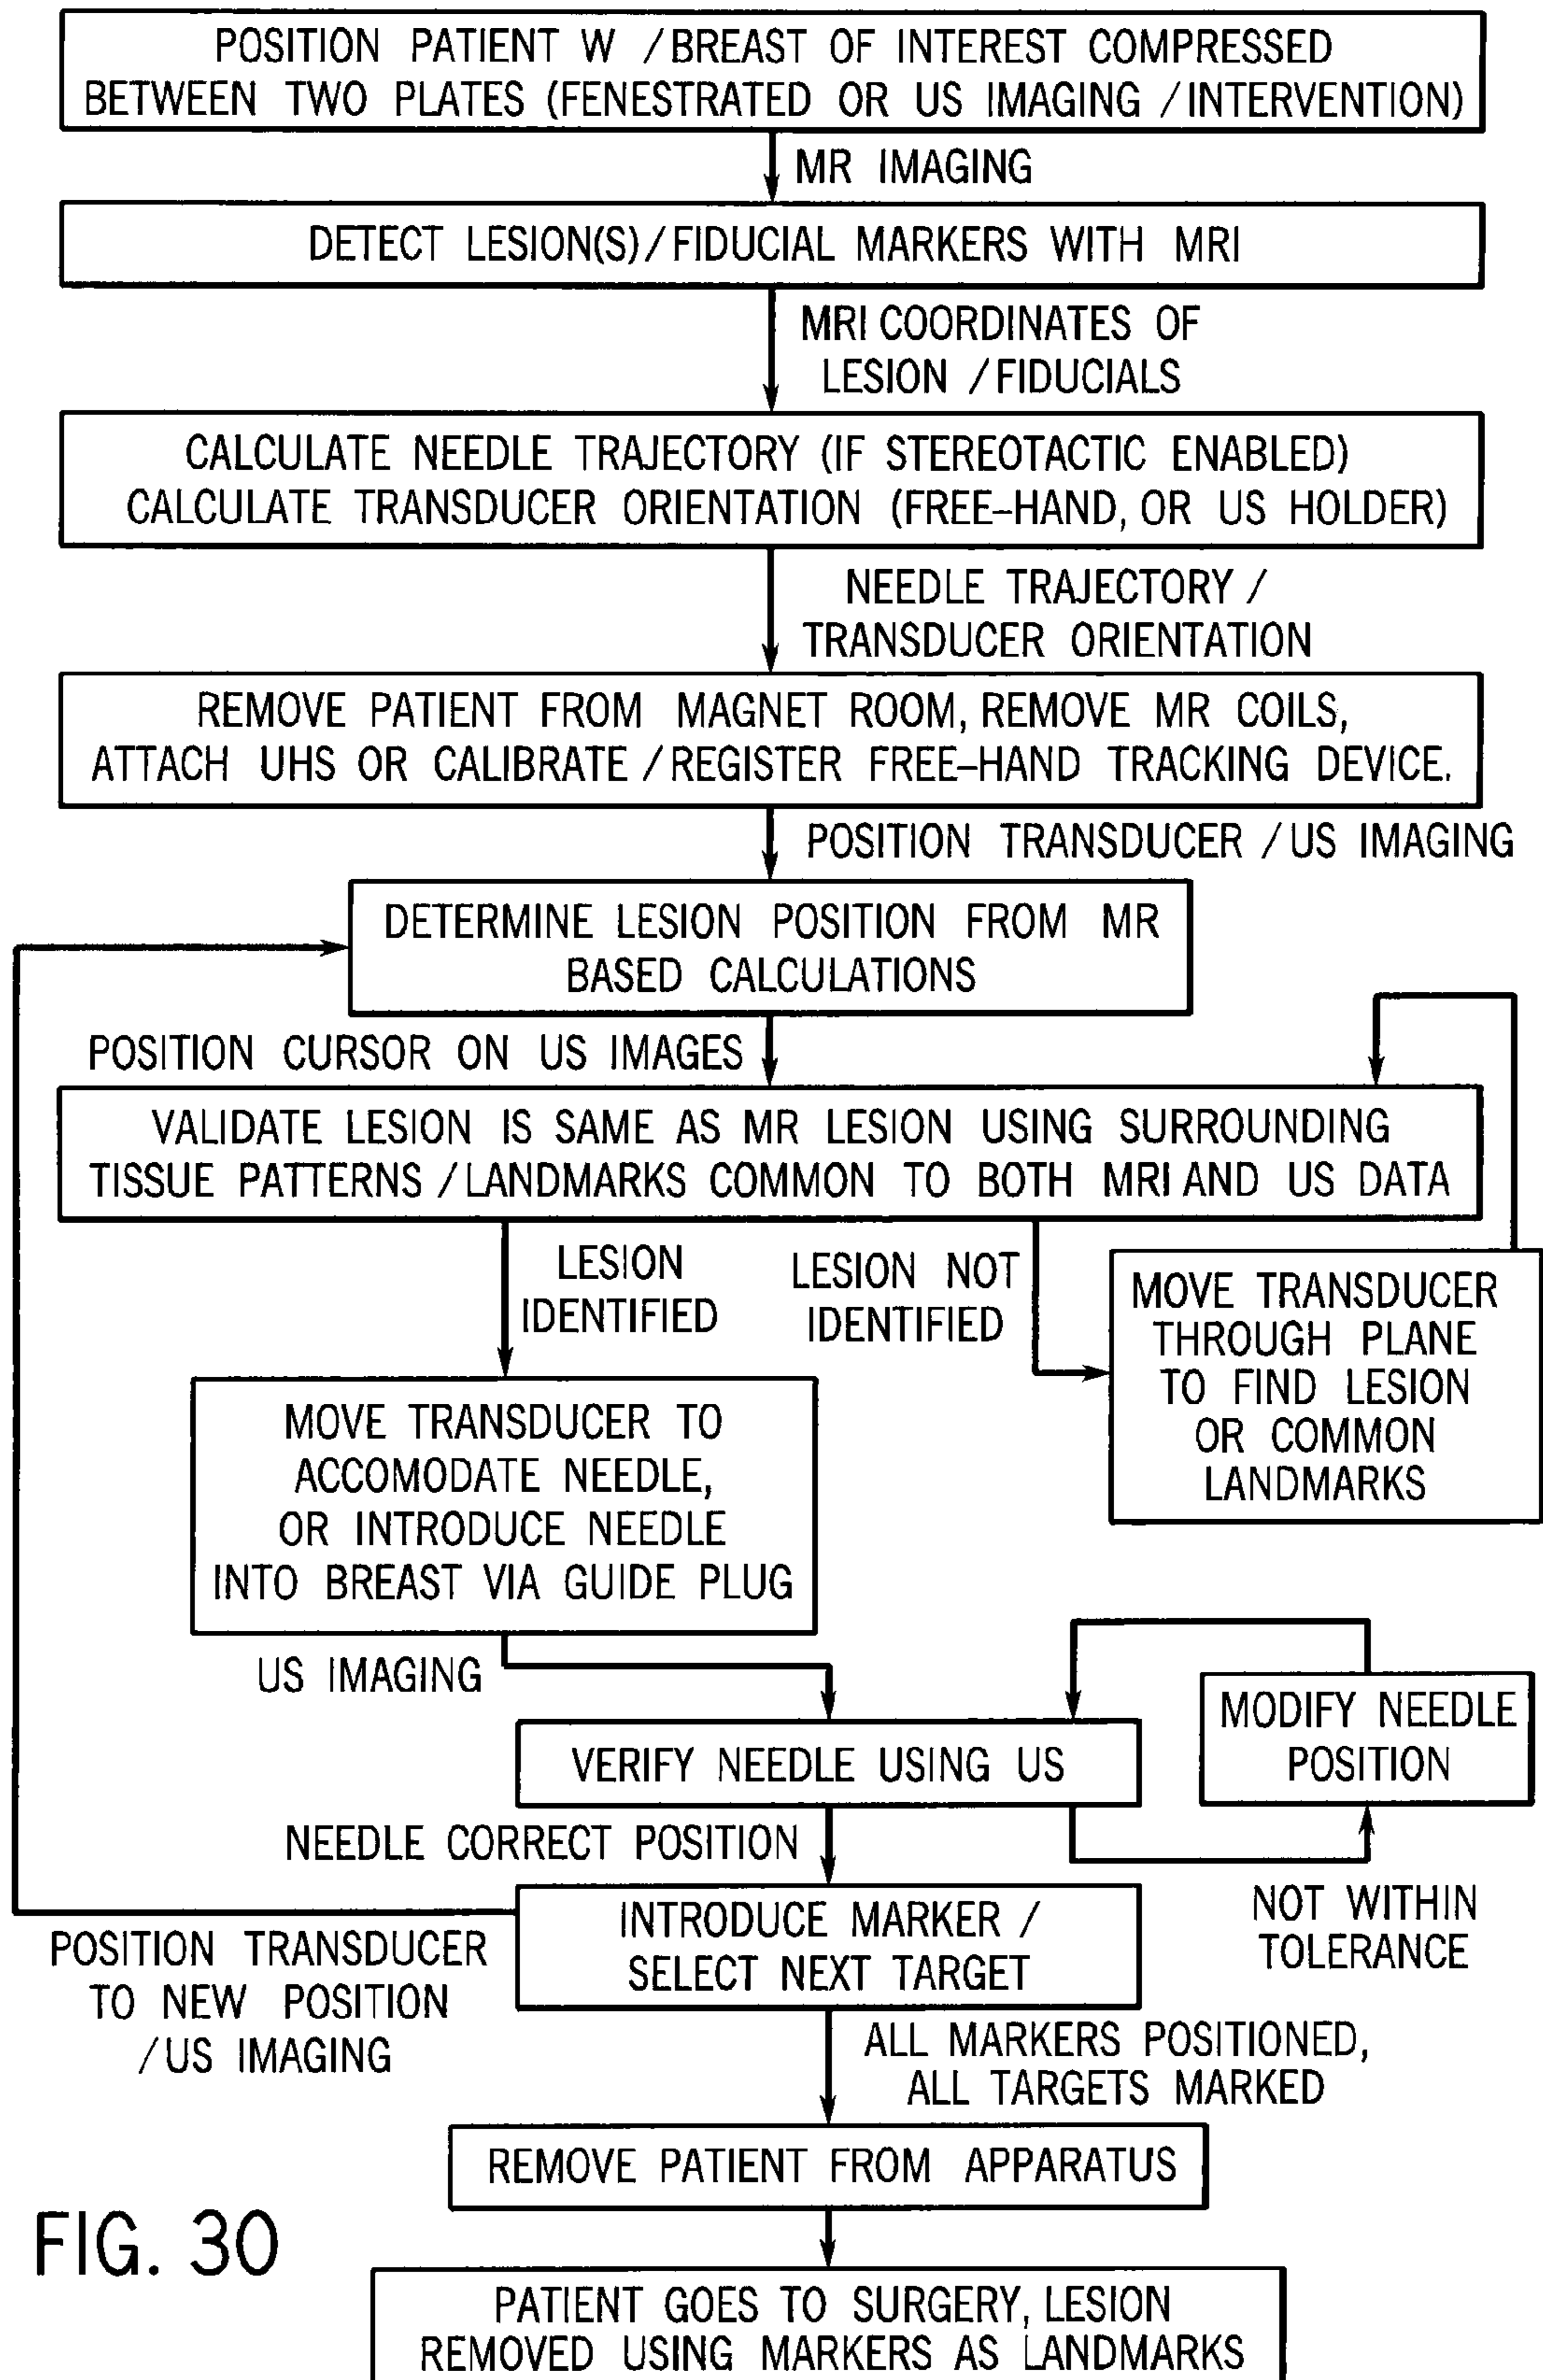 POSITION PATIENT W / BREAST OF INTEREST COMPRESSED
BETWEEN TWO PLATES (FENESTRATED OR US IMAGING / INTERVENTION)
MR IMAGING
DETECT LESION(S) / FIDUCIAL MARKERS WITH MRI
MRI COORDINATES OF
LESION / FIDUCIALS
CALCULATE NEEDLE TRAJECTORY (IF STEREOTACTIC ENABLED)
CALCULATE TRANSDUCER ORIENTATION (FREE-HAND, OR US HOLDER)
NEEDLE TRAJECTORY /
TRANSDUCER ORIENTATION
REMOVE PATIENT FROM MAGNET ROOM, REMOVE MR COILS,
ATTACH UHS OR CALIBRATE / REGISTER FREE-HAND TRACKING DEVICE.
POSITION TRANSDUCER / US IMAGING
DETERMINE LESION POSITION FROM MR
BASED CALCULATIONS
POSITION CURSOR ON US IMAGES
VALIDATE LESION IS SAME AS MR LESION USING SURROUNDING
TISSUE PATTERNS / LANDMARKS COMMON TO BOTH MRI AND US DATA
LESION
IDENTIFIED
LESION NOT
IDENTIFIED
MOVE TRANSDUCER
THROUGH PLANE
TO FIND LESION
OR COMMON
LANDMARKS
MOVE TRANSDUCER TO
ACCOMODATE NEEDLE,
OR INTRODUCE NEEDLE
INTO BREAST VIA GUIDE PLUG
US IMAGING
MODIFY NEEDLE
POSITION
VERIFY NEEDLE USING US
NEEDLE CORRECT POSITION
NOT WITHIN
TOLERANCE
INTRODUCE MARKER /
SELECT NEXT TARGET
POSITION TRANSDUCER
TO NEW POSITION
/ US IMAGING
ALL MARKERS POSITIONED,
ALL TARGETS MARKED
REMOVE PATIENT FROM APPARATUS
FIG. 30
PATIENT GOES TO SURGERY, LESION
REMOVED USING MARKERS AS LANDMARKS